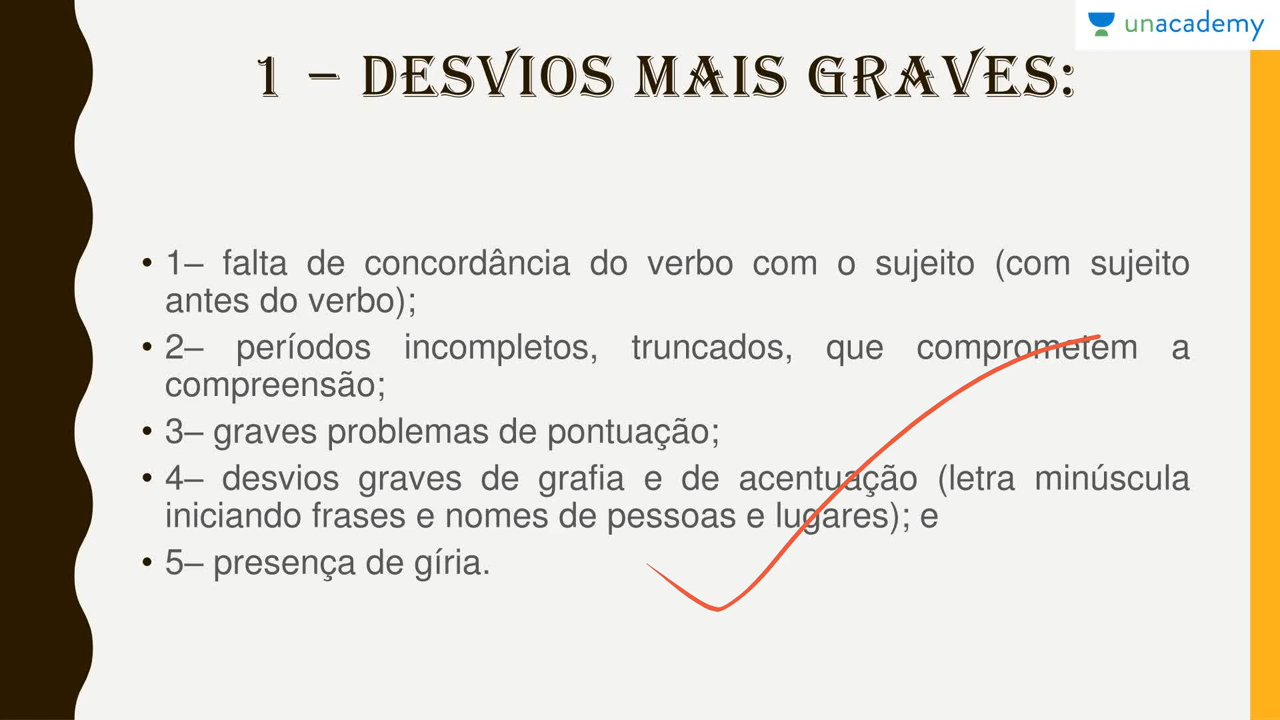 unacademy
1 – DESVIOS MAIS GRAVES:
• 1– falta de concordância do verbo com o sujeito (com sujeito
antes do verbo);
• 2– períodos incompletos, truncados, que comprometem a
compreensão;
• 3– graves problemas de pontuação;
• 4– desvios graves de grafia e de acentuação (letra minúscula
iniciando frases e nomes de pessoas e lugares); e
• 5– presença de gíria.